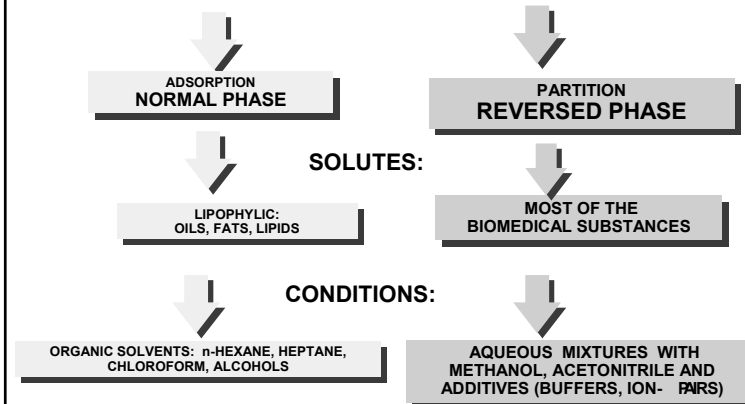 ADSORPTION
NORMAL PHASE
PARTITION
REVERSED PHASE
SOLUTES:
LIPOPHYLIC:
OILS, FATS, LIPIDS
MOST OF THE
BIOMEDICAL SUBSTANCES
CONDITIONS:
ORGANIC SOLVENTS: n-HEXANE, HEPTANE,
CHLOROFORM, ALCOHOLS
AQUEOUS MIXTURES WITH
METHANOL, ACETONITRILE AND
ADDITIVES (BUFFERS, ION- PAIRS)